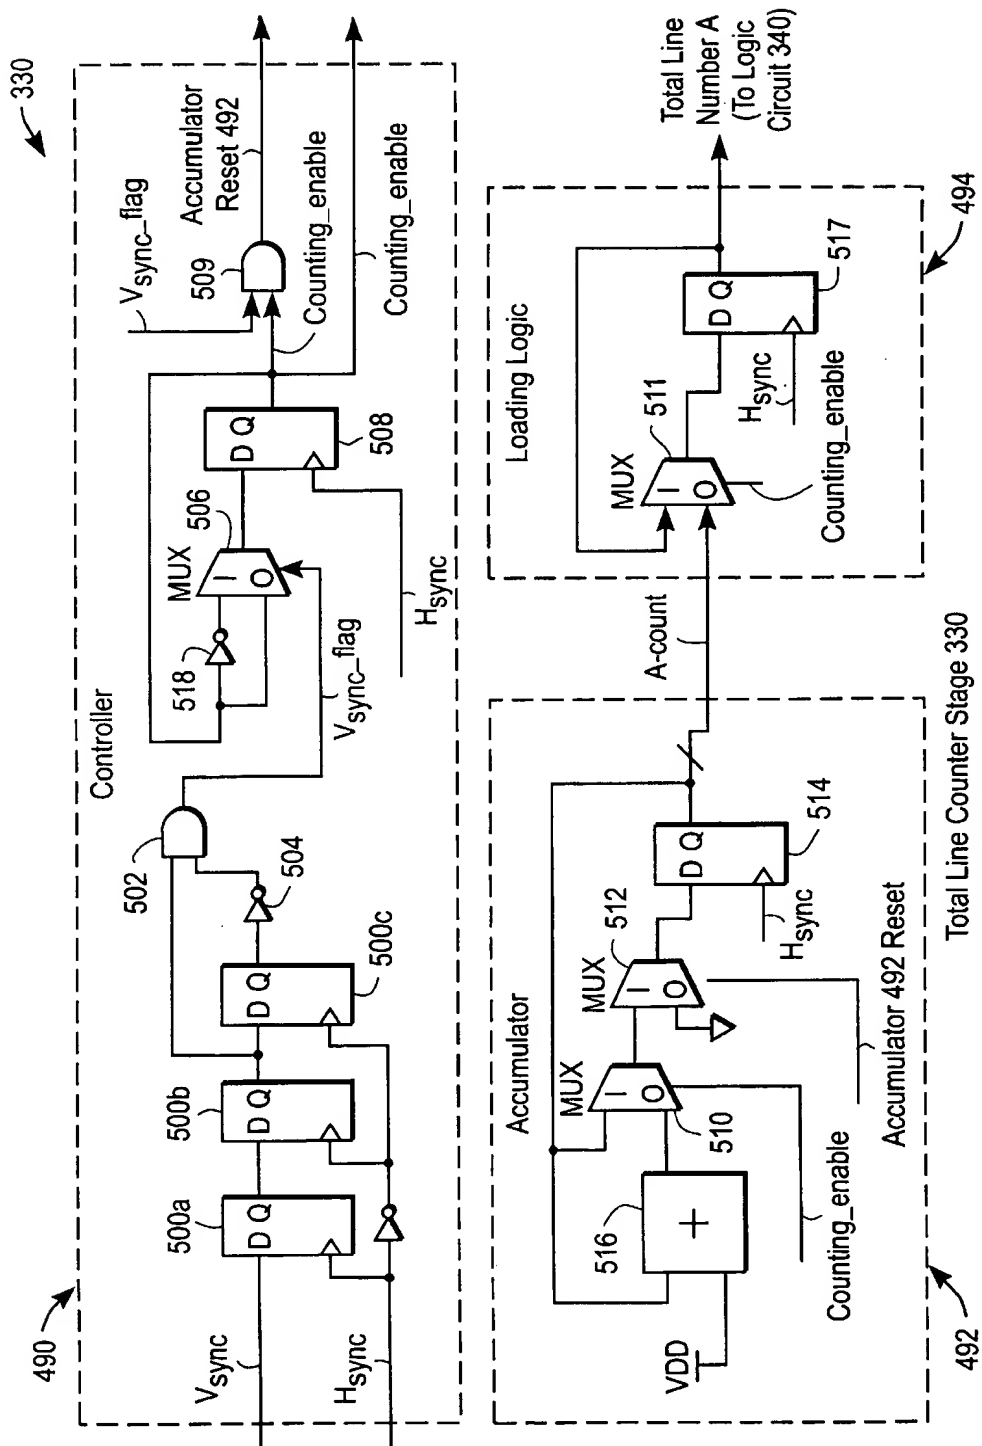 330
490
Controller
Vsync
Hsync
500a
D Q
500b
D Q
500c
D Q
502
504
Vsync_flag
518
MUX
I
O
506
D Q
508
Hsync
Vsync_flag
509
Accumulator
Reset 492
Counting_enable
Counting_enable
492
Accumulator
VDD
516
+
MUX
I
O
510
Counting_enable
MUX
I
O
512
Accumulator 492 Reset
D Q
514
Hsync
A-count
494
Loading Logic
MUX
I
O
511
Counting_enable
D Q
517
Hsync
Total Line
Number A
(To Logic
Circuit 340)
Total Line Counter Stage 330